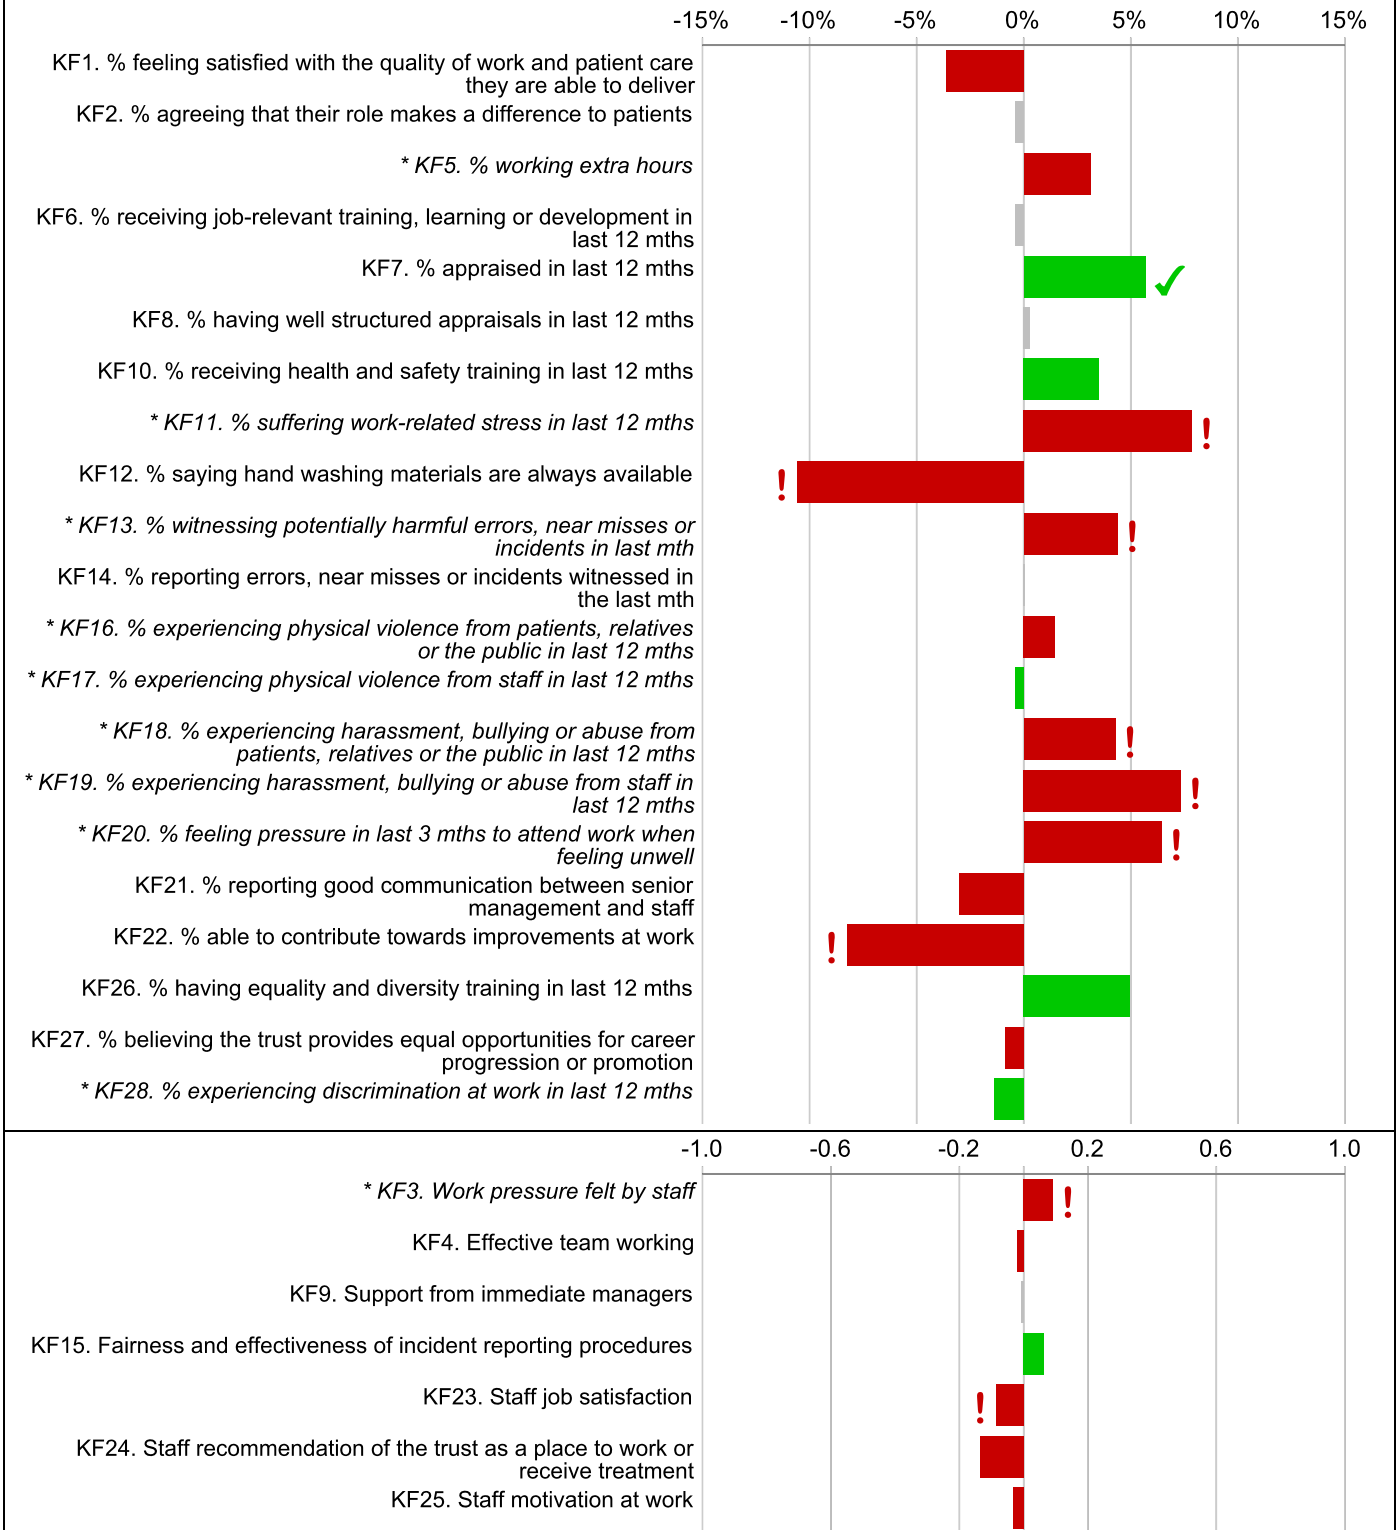 -15% -10% -5% 0% 5% 10% 15%
KF1. % feeling satisfied with the quality of work and patient care
they are able to deliver
KF2. % agreeing that their role makes a difference to patients
* KF5. % working extra hours
KF6. % receiving job-relevant training, learning or development in
last 12 mths
KF7. % appraised in last 12 mths
KF8. % having well structured appraisals in last 12 mths
KF10. % receiving health and safety training in last 12 mths
* KF11. % suffering work-related stress in last 12 mths
!
KF12. % saying hand washing materials are always available
!
* KF13. % witnessing potentially harmful errors, near misses or
incidents in last mth
!
KF14. % reporting errors, near misses or incidents witnessed in
the last mth
* KF16. % experiencing physical violence from patients, relatives
or the public in last 12 mths
* KF17. % experiencing physical violence from staff in last 12 mths
* KF18. % experiencing harassment, bullying or abuse from
patients, relatives or the public in last 12 mths
!
* KF19. % experiencing harassment, bullying or abuse from staff in
last 12 mths
!
* KF20. % feeling pressure in last 3 mths to attend work when
feeling unwell
!
KF21. % reporting good communication between senior
management and staff
KF22. % able to contribute towards improvements at work
!
KF26. % having equality and diversity training in last 12 mths
KF27. % believing the trust provides equal opportunities for career
progression or promotion
* KF28. % experiencing discrimination at work in last 12 mths
-1.0 -0.6 -0.2 0.2 0.6 1.0
* KF3. Work pressure felt by staff
!
KF4. Effective team working
KF9. Support from immediate managers
KF15. Fairness and effectiveness of incident reporting procedures
KF23. Staff job satisfaction
!
KF24. Staff recommendation of the trust as a place to work or
receive treatment
KF25. Staff motivation at work